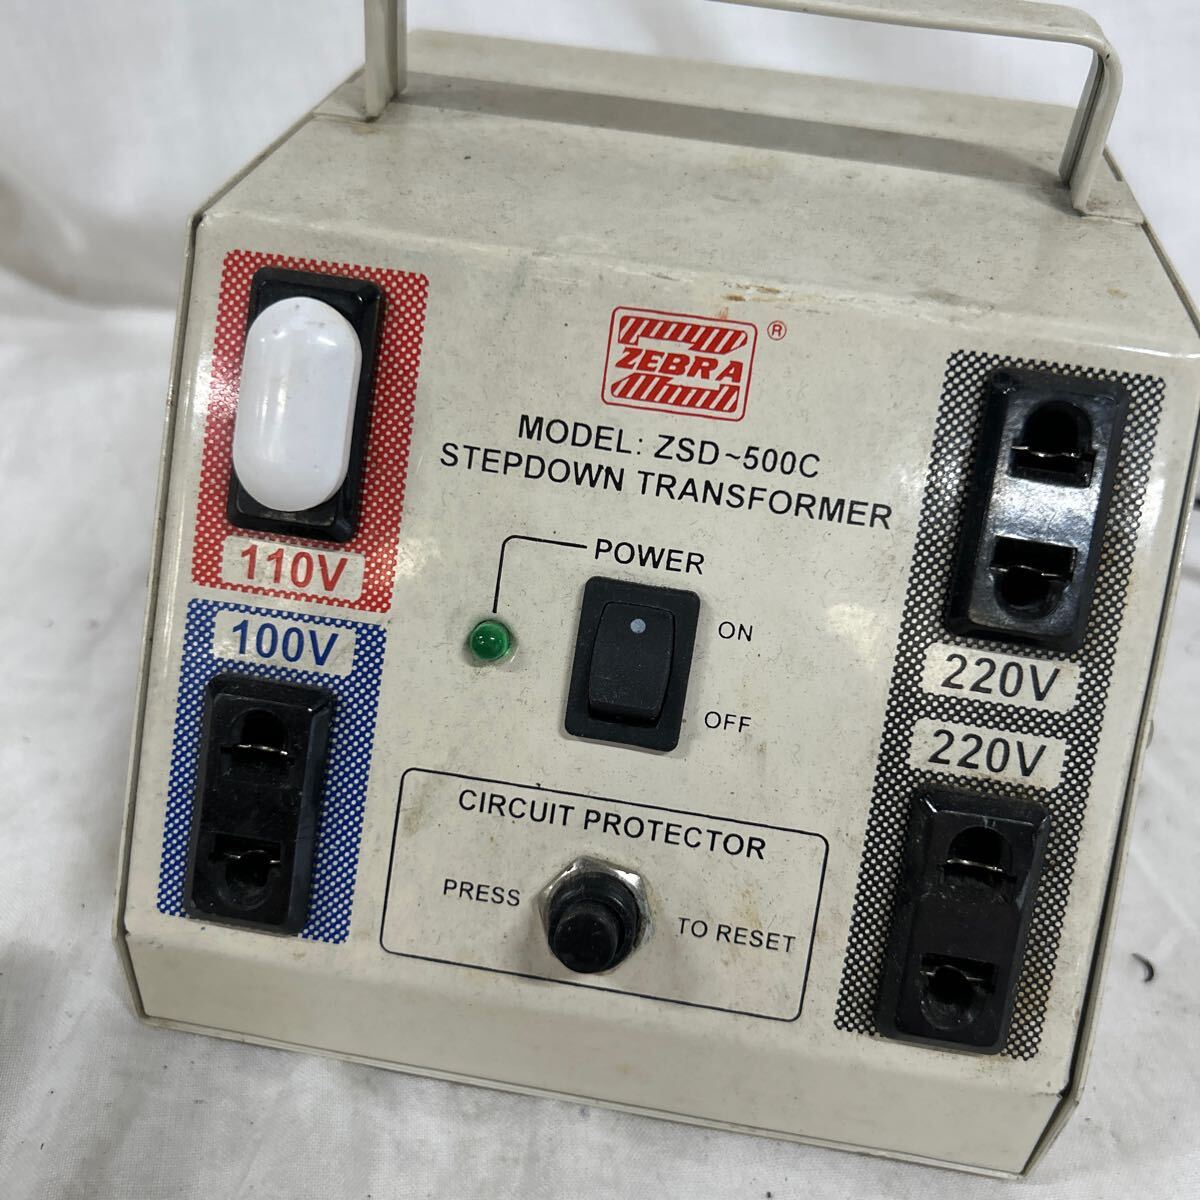 ZEBRA ®
MODEL: ZSD~500C
STEPDOWN TRANSFORMER
POWER
ON
OFF
110V
100V
220V
220V
CIRCUIT PROTECTOR
PRESS
TO RESET